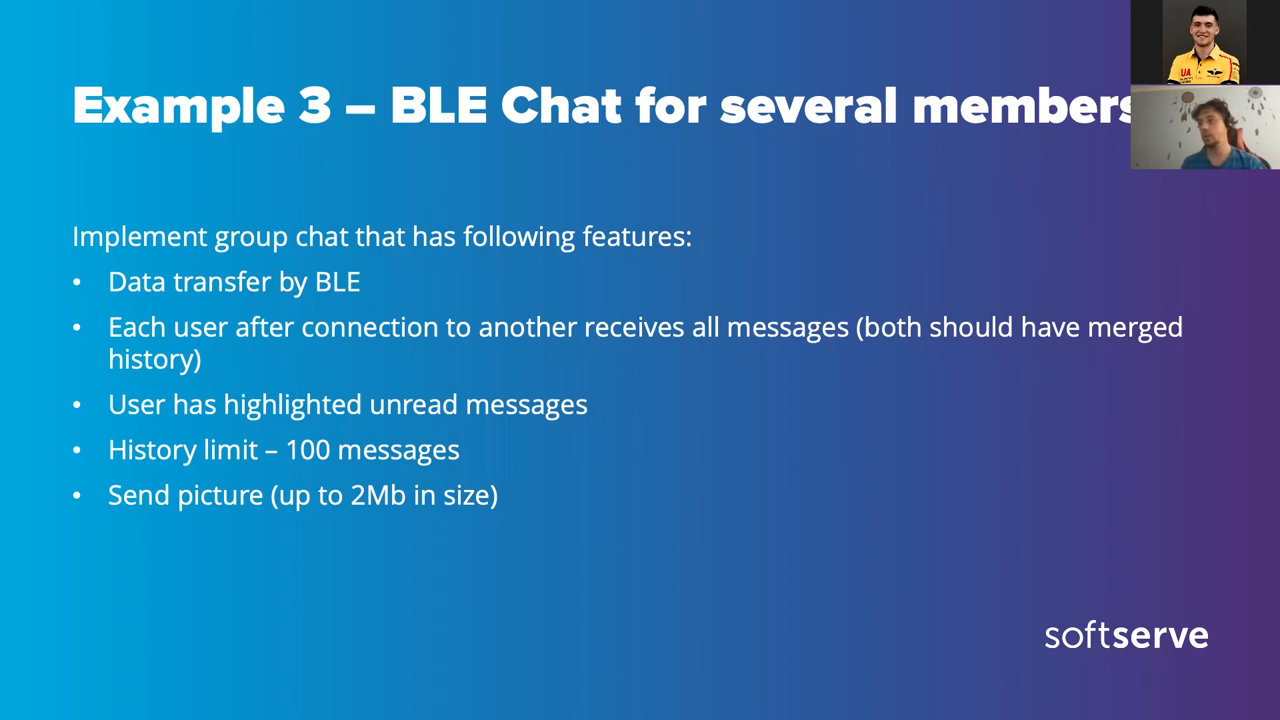 Example 3 – BLE Chat for several members
Implement group chat that has following features:
• Data transfer by BLE
• Each user after connection to another receives all messages (both should have merged
history)
• User has highlighted unread messages
• History limit – 100 messages
• Send picture (up to 2Mb in size)
softserve
UA